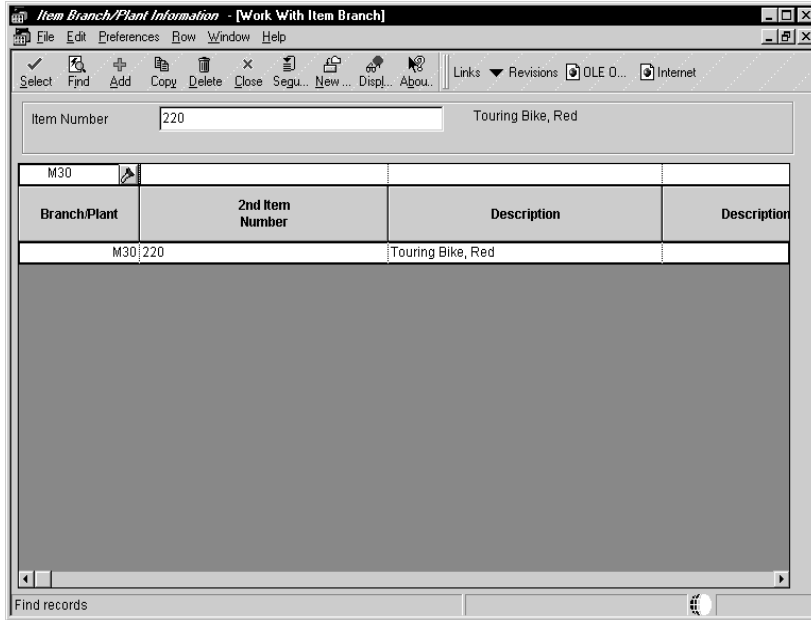 Item Branch/Plant Information - [Work With Item Branch]
File Edit Preferences Row Window Help
Select Find Add Copy Delete Close Sequ... New ... Displ... Abou.. Links Revisions OLE O... Internet
Item Number 220 Touring Bike, Red
M30
Branch/Plant 2nd Item Number Description Description
M30 220 Touring Bike, Red
Find records